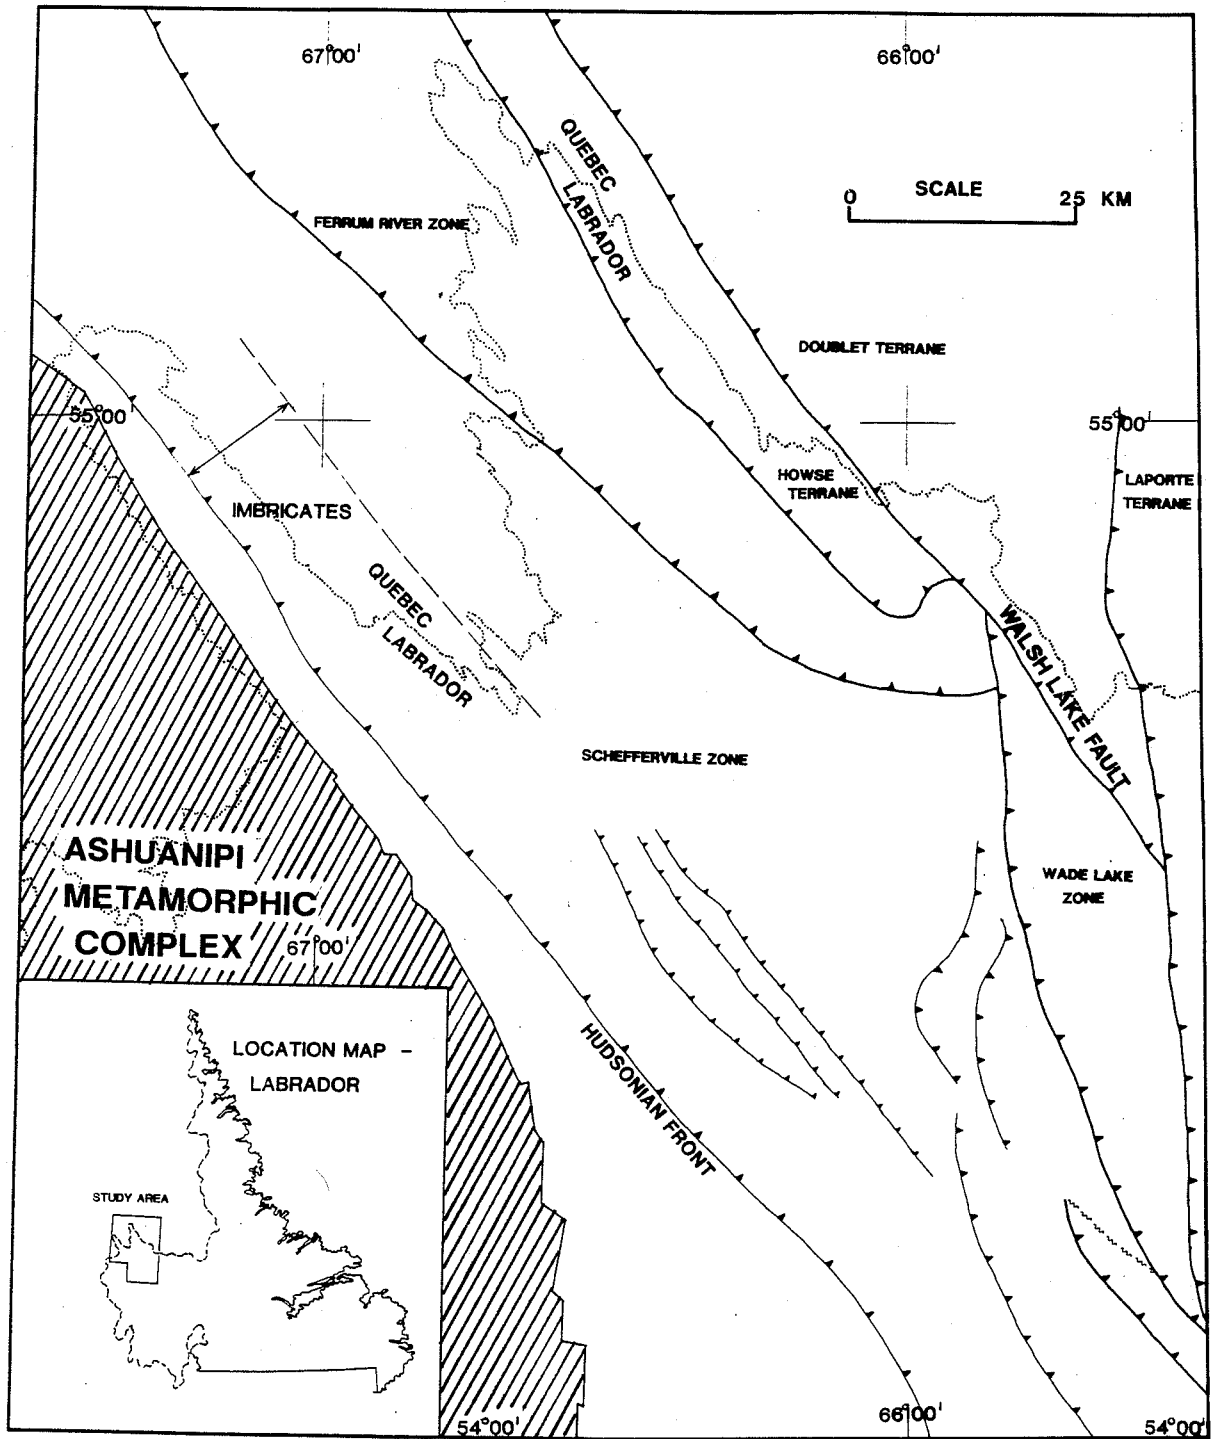 67°00'
66°00'
QUEBEC
LABRADOR
0 SCALE 25 KM
FERRUM RIVER ZONE
DOUBLET TERRANE
55°00'
55°00'
HOWSE
TERRANE
LAPORTE
TERRANE
IMBRICATES
QUEBEC
LABRADOR
WALSH LAKE FAULT
SCHEFFERVILLE ZONE
ASHUANIPI
METAMORPHIC
COMPLEX
67°00'
WADE LAKE
ZONE
HUDSONIAN FRONT
LOCATION MAP –
LABRADOR
STUDY AREA
54°00'
66°00'
54°00'